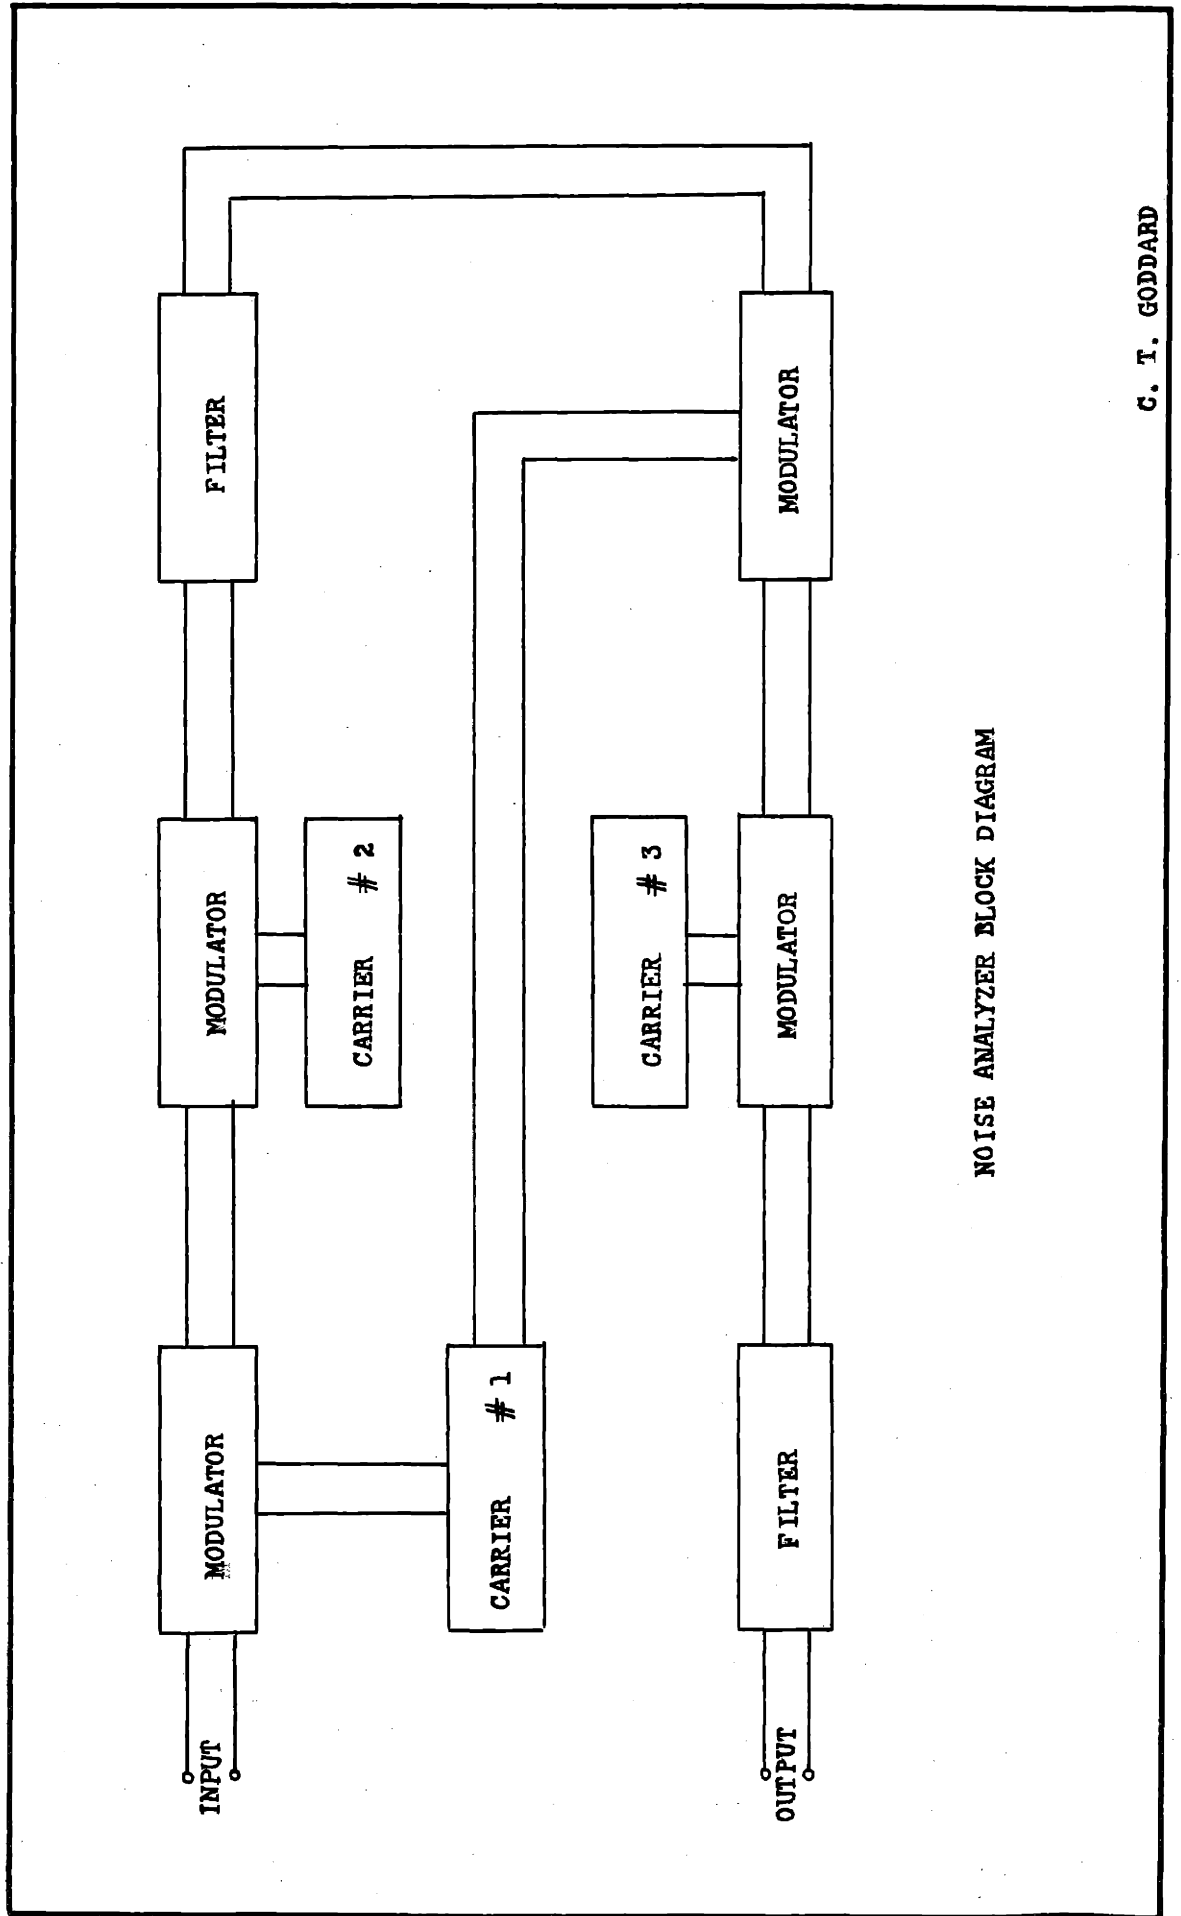 INPUT
MODULATOR
MODULATOR
FILTER
CARRIER # 2
CARRIER # 1
CARRIER # 3
OUTPUT
FILTER
MODULATOR
MODULATOR
NOISE ANALYZER BLOCK DIAGRAM
C. T. GODDARD